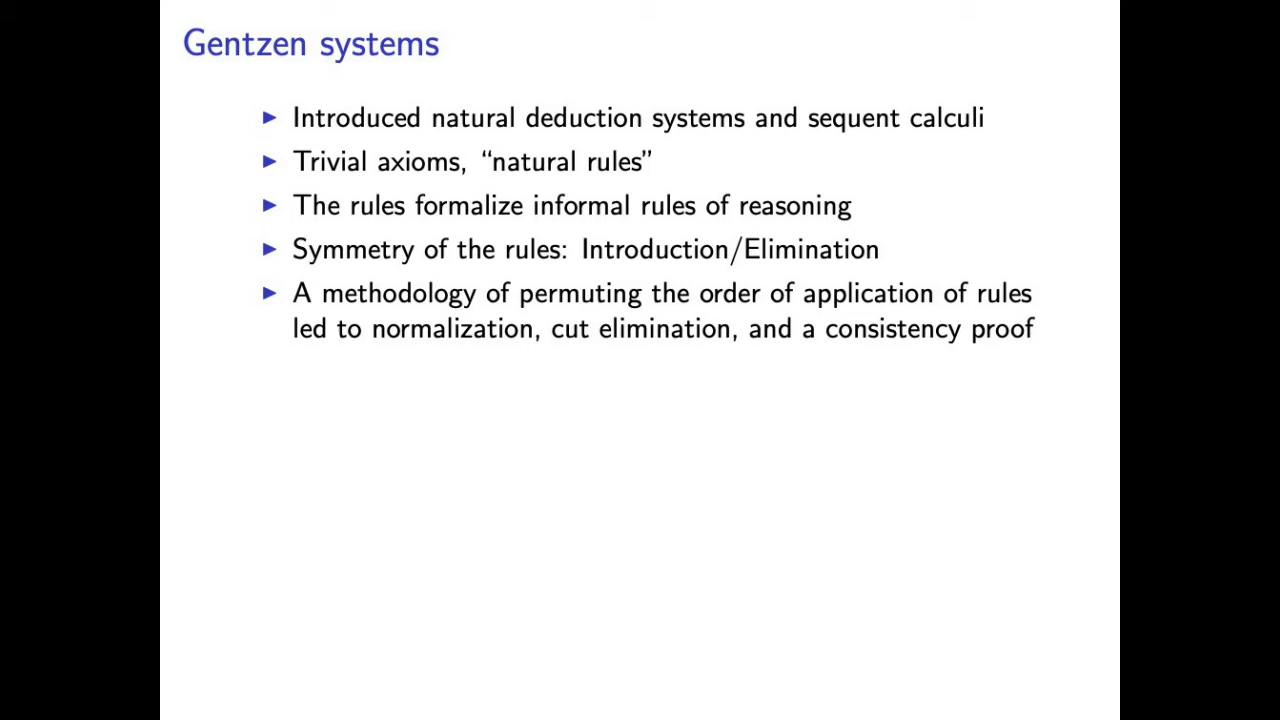 Gentzen systems
▶ Introduced natural deduction systems and sequent calculi
▶ Trivial axioms, “natural rules”
▶ The rules formalize informal rules of reasoning
▶ Symmetry of the rules: Introduction/Elimination
▶ A methodology of permuting the order of application of rules
led to normalization, cut elimination, and a consistency proof